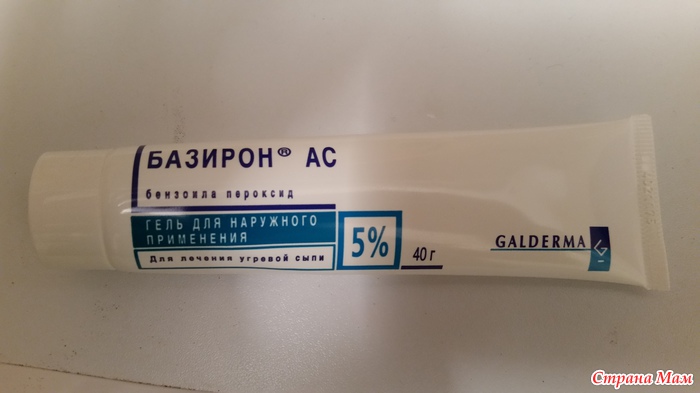 БАЗИРОН® АС
бензоила пероксид
ГЕЛЬ ДЛЯ НАРУЖНОГО
ПРИМЕНЕНИЯ
Для лечения угревой сыпи
5%
40 г
GALDERMA
Страна Мам